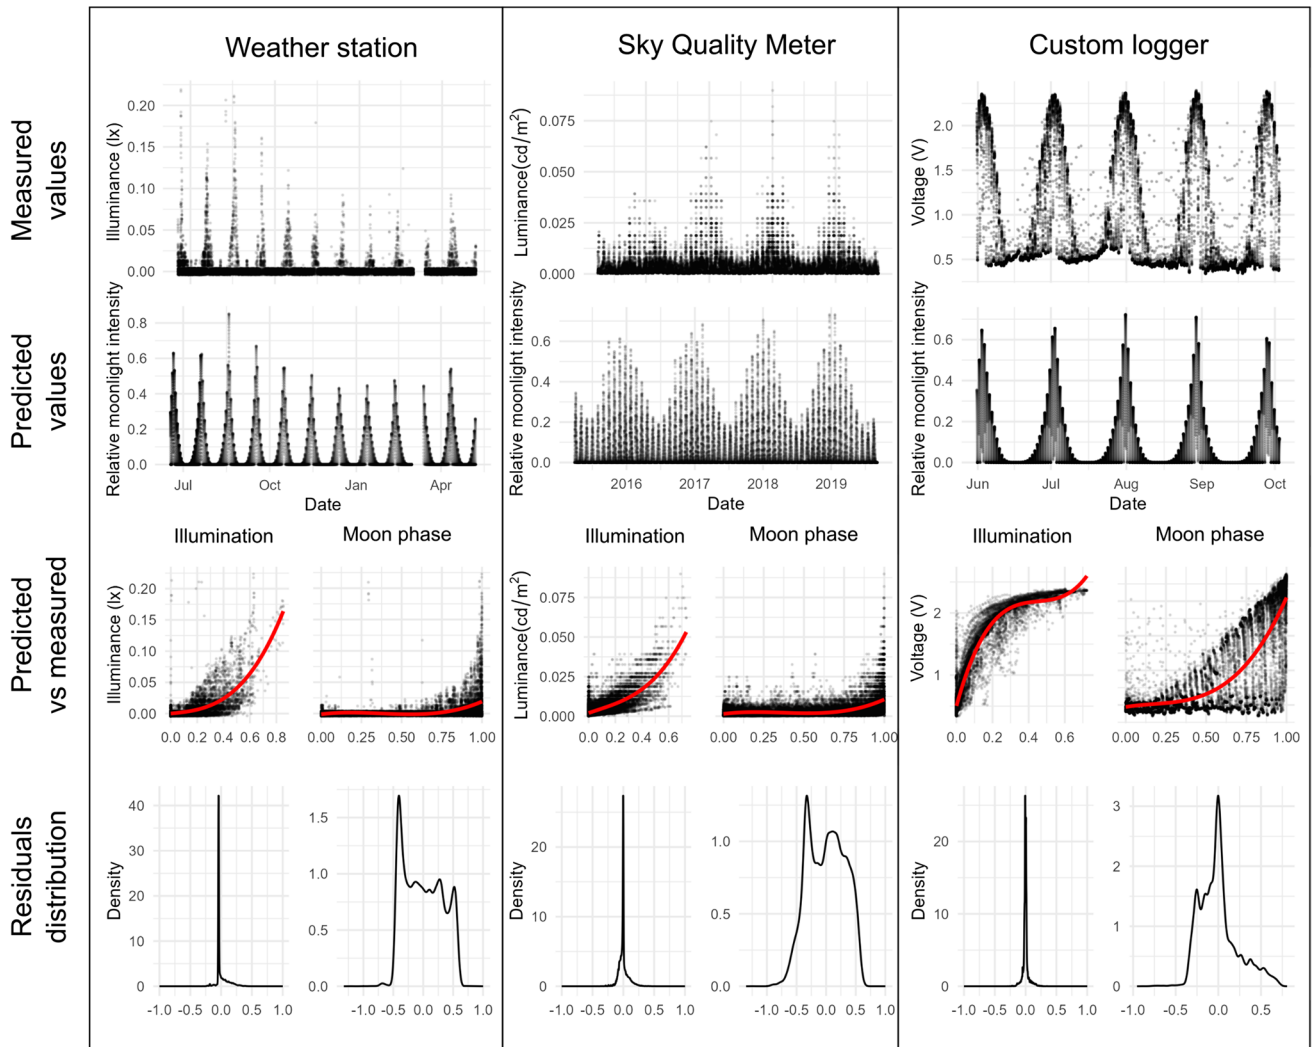 Weather station
Sky Quality Meter
Custom logger
Measured
values
Illuminance (lx)
0.20
0.15
0.10
0.05
0.00
Luminance(cd/m²)
0.075
0.050
0.025
0.000
Voltage (V)
2.0
1.5
1.0
0.5
Predicted
values
Relative moonlight intensity
0.8
0.6
0.4
0.2
0.0
Jul Oct Jan Apr
Date
Relative moonlight intensity
0.6
0.4
0.2
0.0
2016 2017 2018 2019
Date
Relative moonlight intensity
0.6
0.4
0.2
0.0
Jun Jul Aug Sep Oct
Date
Predicted
vs measured
Illumination
Moon phase
Illuminance (lx)
0.20
0.15
0.10
0.05
0.00
0.0 0.2 0.4 0.6 0.8
0.00 0.25 0.50 0.75 1.00
Illumination
Moon phase
Luminance(cd/m²)
0.075
0.050
0.025
0.000
0.0 0.2 0.4 0.6
0.00 0.25 0.50 0.75 1.00
Illumination
Moon phase
Voltage (V)
2
1
0.0 0.2 0.4 0.6
0.00 0.25 0.50 0.75 1.00
Residuals
distribution
Density
40
30
20
10
0
-1.0 -0.5 0.0 0.5 1.0
1.5
1.0
0.5
0.0
-1.0 -0.5 0.0 0.5 1.0
Density
20
10
0
-1.0 -0.5 0.0 0.5 1.0
1.0
0.5
0.0
-1.0 -0.5 0.0 0.5 1.0
Density
20
10
0
-1.0 -0.5 0.0 0.5 1.0
3
2
1
0
-1.0 -0.5 0.0 0.5 1.0